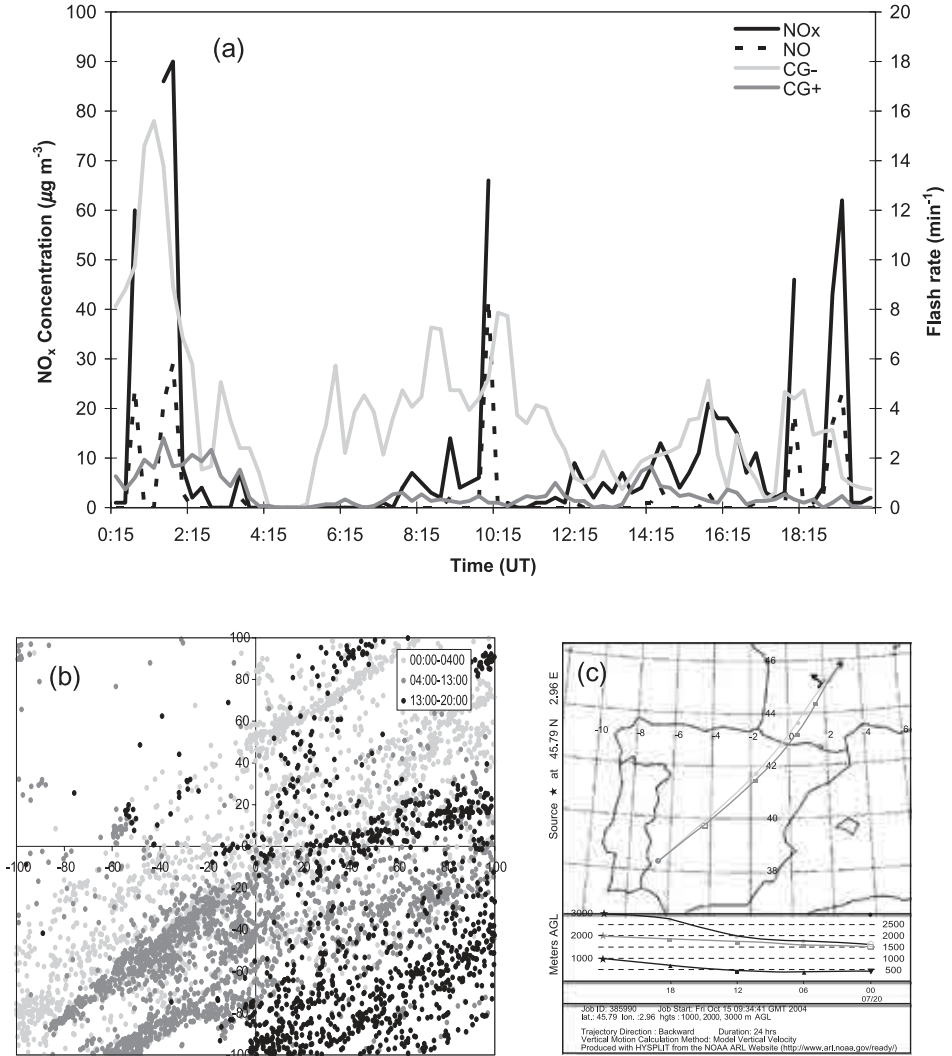 (a)
NOx
NO
CG-
CG+
100
90
80
70
60
50
40
30
20
10
0
NOx Concentration (µg m-3)
20
18
16
14
12
10
8
6
4
2
0
Flash rate (min-1)
0:15 2:15 4:15 6:15 8:15 10:15 12:15 14:15 16:15 18:15
Time (UT)
(b)
00:00-0400
04:00-13:00
13:00-20:00
100
80
60
40
20
0
-20
-40
-60
-80
-100
-100 -80 -60 -40 -20 0 20 40 60 80 100
(c)
Source ★ at 45.79 N 2.96 E
46
44
-10 -8 -6 -4 -2 0 2 4 6
42
40
38
Meters AGL
3000
2000
1000
2500
2000
1500
1000
500
18 12 06 00
07/20
Job ID: 385990 Job Start: Fri Oct 15 09:34:41 GMT 2004
lat.: 45.79 lon. :2.96 hgts :1000, 2000, 3000 m AGL
Trajectory Direction : Backward Duration: 24 hrs
Vertical Motion Calculation Method: Model Vertical Velocity
Produced with HYSPLIT from the NOAA ARL Website (http://www.arl.noaa.gov/ready/)